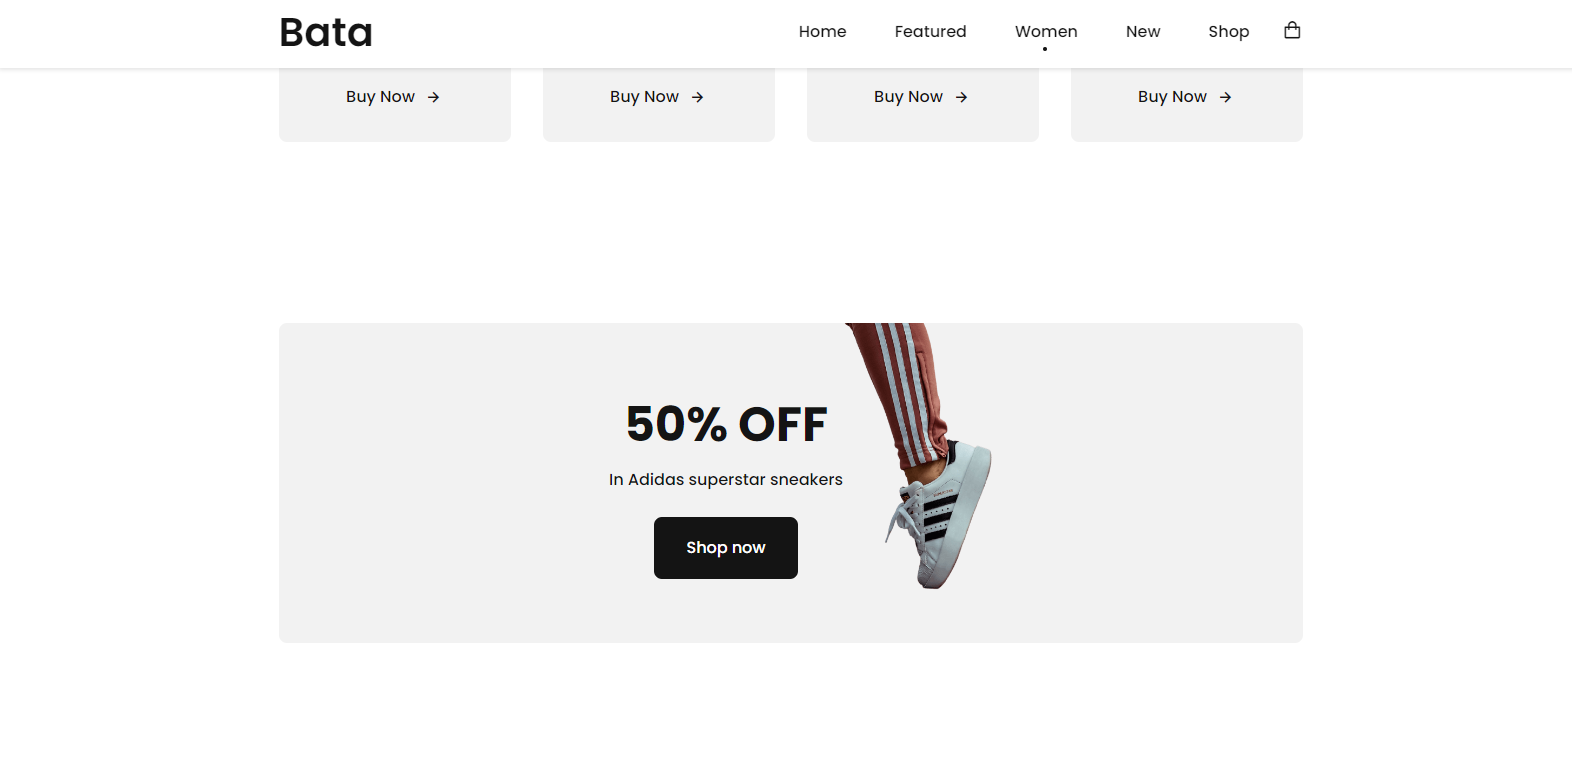 Bata
Home Featured Women New Shop
Buy Now → Buy Now → Buy Now → Buy Now →
50% OFF
In Adidas superstar sneakers
Shop now